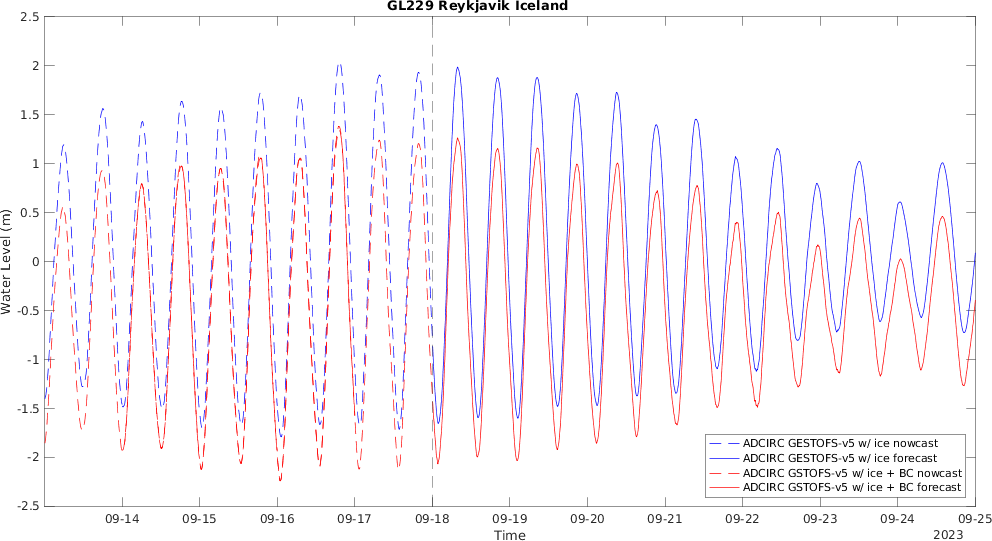 GL229 Reykjavik Iceland
2.5
2
1.5
1
0.5
0
-0.5
-1
-1.5
-2
-2.5
Water Level (m)
ADCIRC GESTOFS-v5 w/ ice nowcast
ADCIRC GESTOFS-v5 w/ ice forecast
ADCIRC GSTOFS-v5 w/ ice + BC nowcast
ADCIRC GSTOFS-v5 w/ ice + BC forecast
09-14 09-15 09-16 09-17 09-18 09-19 09-20 09-21 09-22 09-23 09-24 09-25
Time
2023